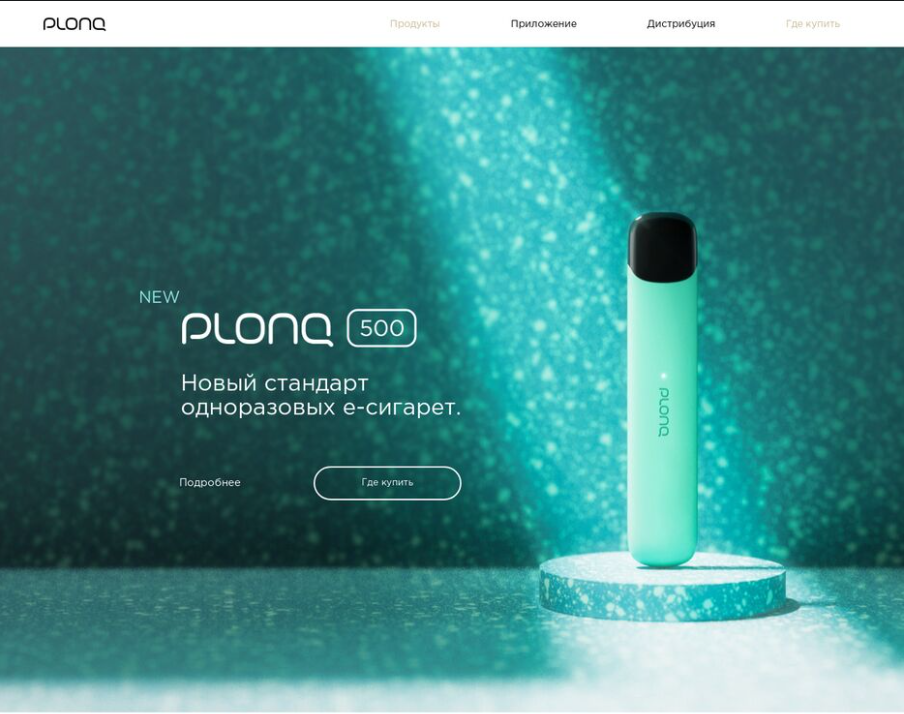 PLONQ
Продукты
Приложение
Дистрибуция
Где купить
NEW
PLONQ 500
Новый стандарт
одноразовых е-сигарет.
Подробнее
Где купить
PLONQ